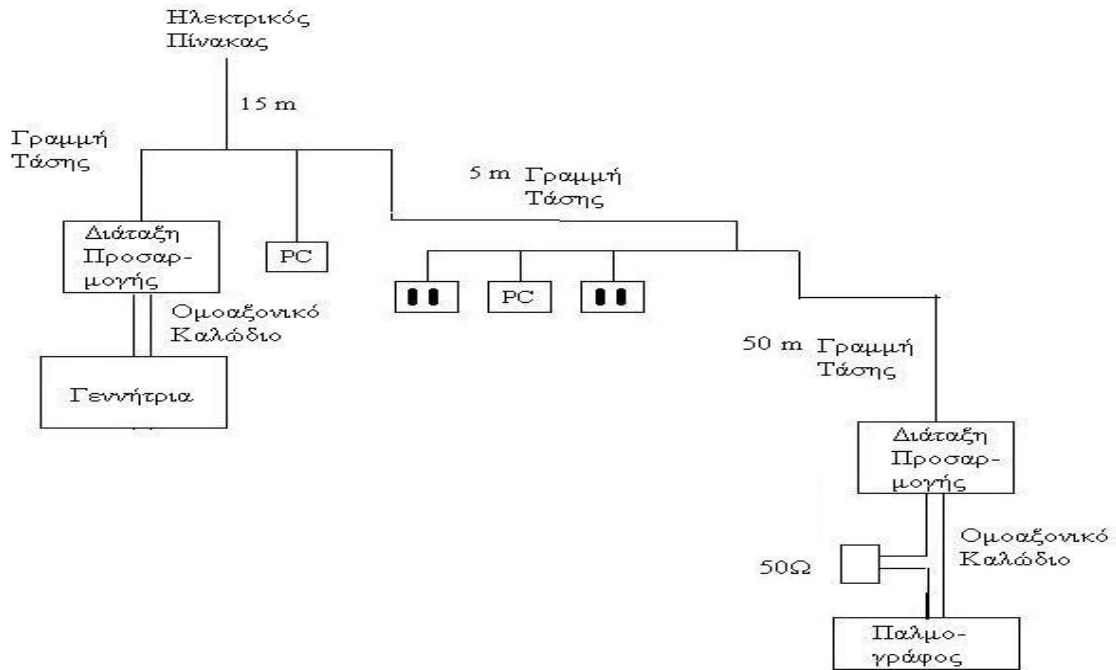 Ηλεκτρικός
Πίνακας
15 m
Γραμμή
Τάσης
5 m Γραμμή
Τάσης
Διάταξη
Προσαρ-
μογής
PC
PC
Ομοαξονικό
Καλώδιο
50 m Γραμμή
Τάσης
Γεννήτρια
Διάταξη
Προσαρ-
μογής
Ομοαξονικό
Καλώδιο
50Ω
Παλμο-
γράφος